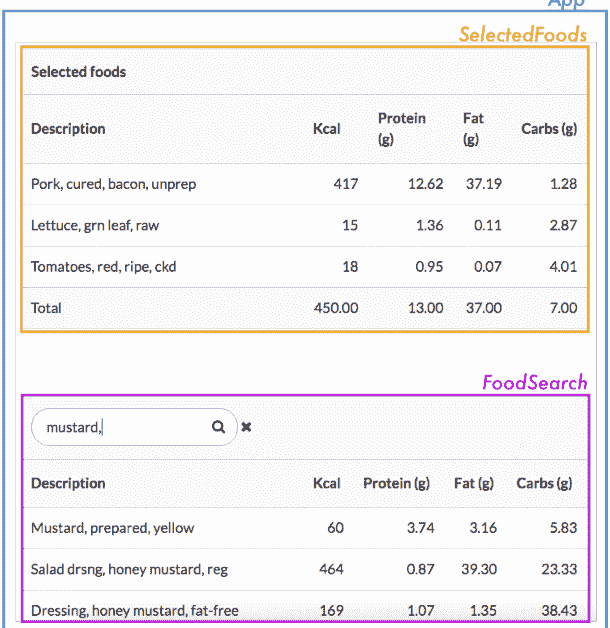 App
SelectedFoods
Selected foods
Description Kcal Protein (g) Fat (g) Carbs (g)
Pork, cured, bacon, unprep 417 12.62 37.19 1.28
Lettuce, grn leaf, raw 15 1.36 0.11 2.87
Tomatoes, red, ripe, ckd 18 0.95 0.07 4.01
Total 450.00 13.00 37.00 7.00
FoodSearch
mustard,
Description Kcal Protein (g) Fat (g) Carbs (g)
Mustard, prepared, yellow 60 3.74 3.16 5.83
Salad drsng, honey mustard, reg 464 0.87 39.30 23.33
Dressing, honey mustard, fat-free 169 1.07 1.35 38.43